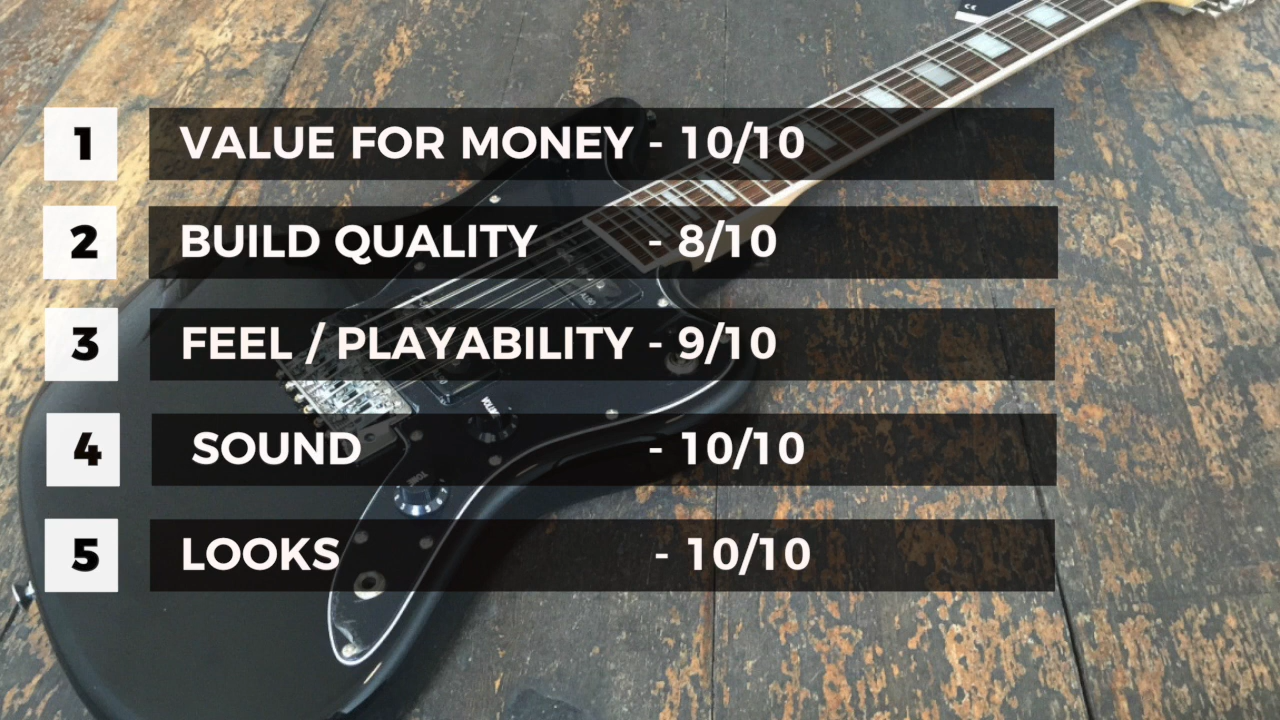 1 VALUE FOR MONEY - 10/10
2 BUILD QUALITY - 8/10
3 FEEL / PLAYABILITY - 9/10
4 SOUND - 10/10
5 LOOKS - 10/10